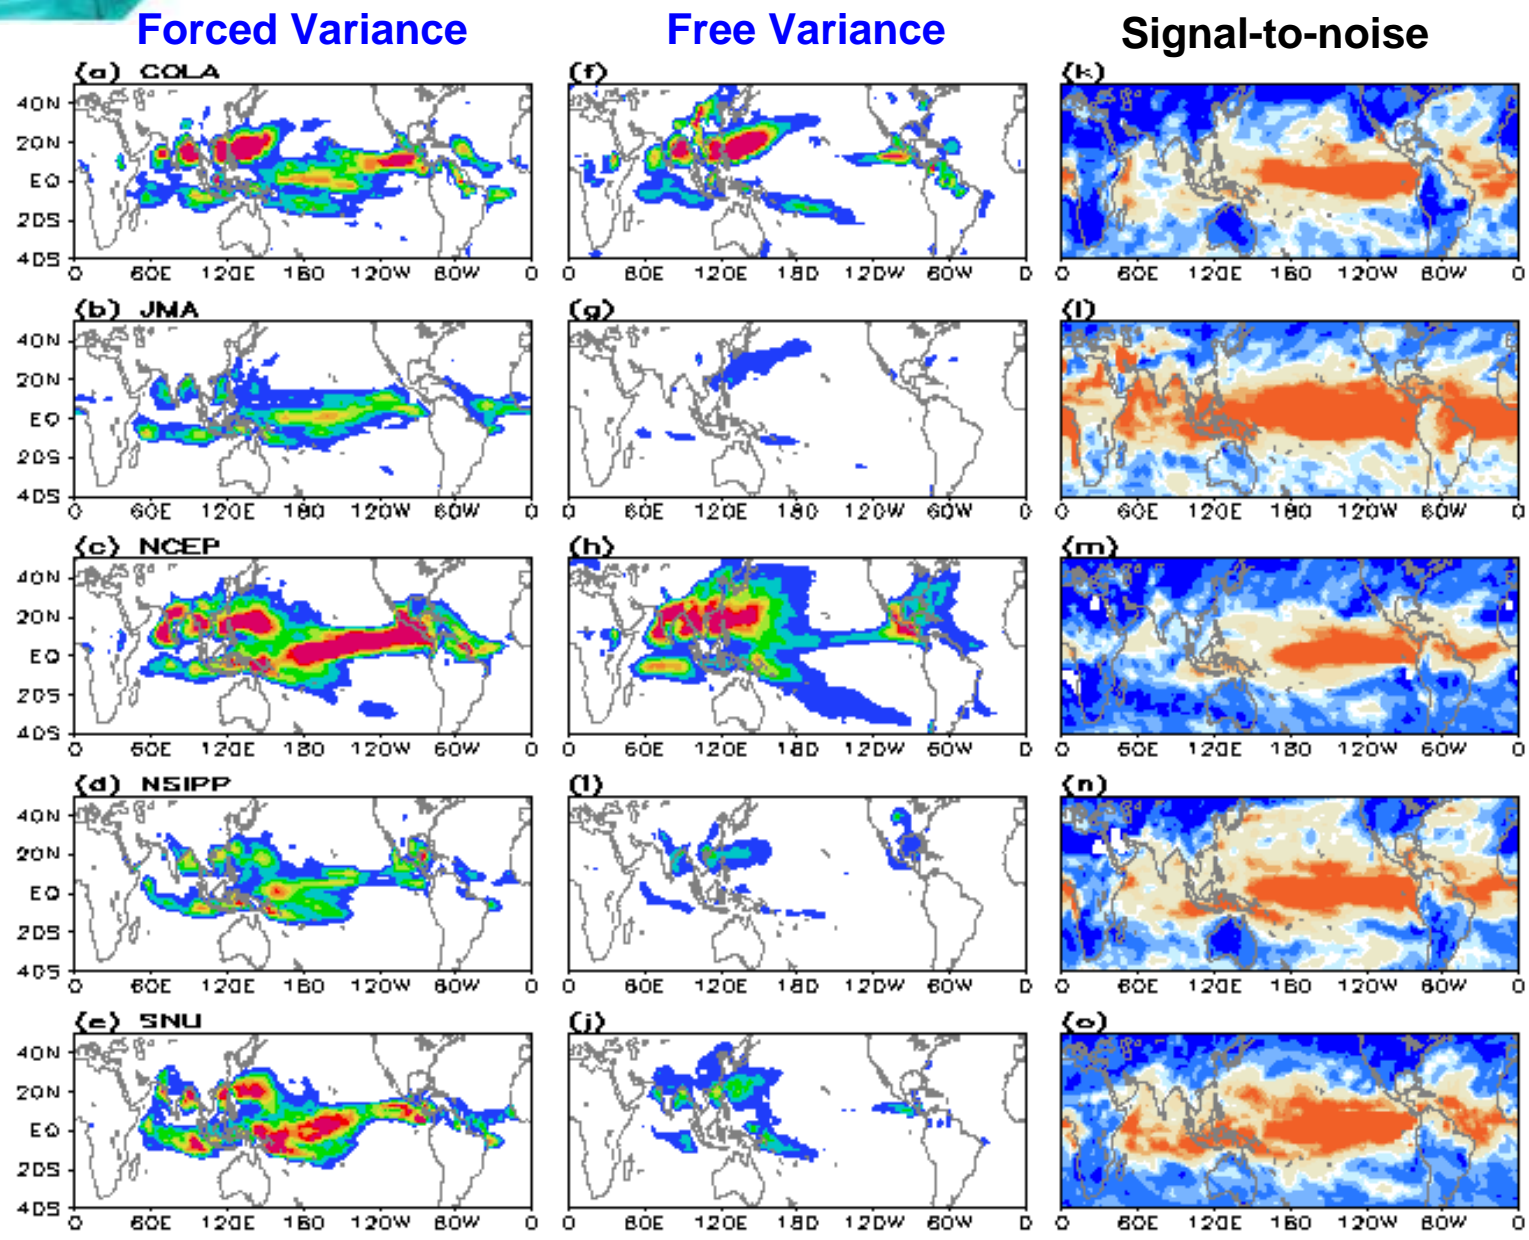 Forced Variance Free Variance Signal-to-noise
(a) COLA (f) (k)
40N
20N
EQ
20S
40S
0 60E 120E 180 120W 60W 0 0 60E 120E 180 120W 60W 0 0 60E 120E 180 120W 60W 0
(b) JMA (g) (l)
40N
20N
EQ
20S
40S
0 60E 120E 180 120W 60W 0 0 60E 120E 180 120W 60W 0 0 60E 120E 180 120W 60W 0
(c) NCEP (h) (m)
40N
20N
EQ
20S
40S
0 60E 120E 180 120W 60W 0 0 60E 120E 180 120W 60W 0 0 60E 120E 180 120W 60W 0
(d) NSIPP (i) (n)
40N
20N
EQ
20S
40S
0 60E 120E 180 120W 60W 0 0 60E 120E 180 120W 60W 0 0 60E 120E 180 120W 60W 0
(e) SNU (j) (o)
40N
20N
EQ
20S
40S
0 60E 120E 180 120W 60W 0 0 60E 120E 180 120W 60W 0 0 60E 120E 180 120W 60W 0